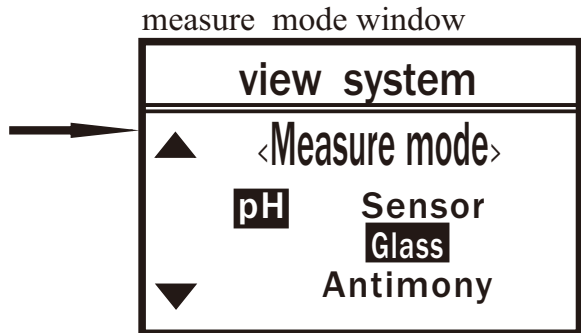 measure mode window
view system
<Measure mode>
pH Sensor
Glass
Antimony